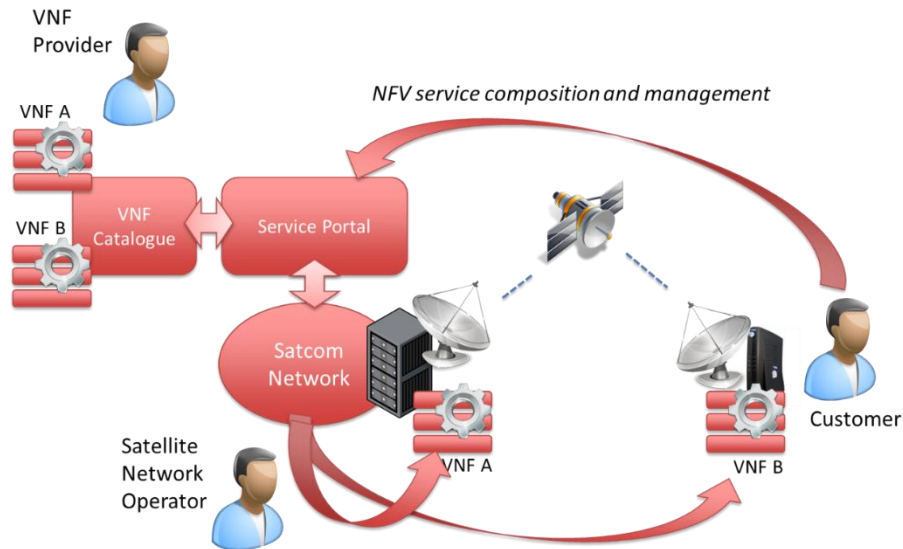 VNF
Provider
VNF A
NFV service composition and management
VNF
Catalogue
Service Portal
VNF B
Satcom
Network
Customer
Satellite
Network
Operator
VNF A
VNF B